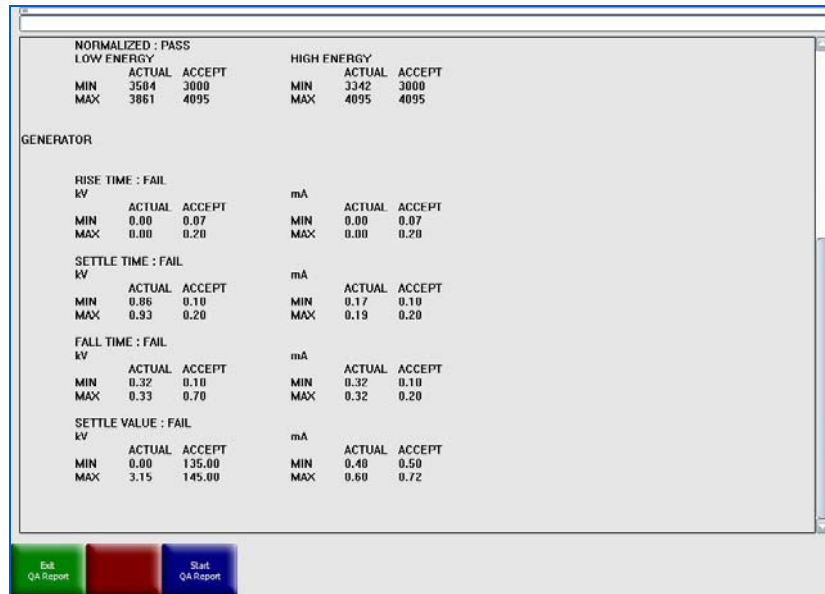 NORMALIZED : PASS
LOW ENERGY HIGH ENERGY
ACTUAL ACCEPT ACTUAL ACCEPT
MIN 3504 3000 MIN 3342 3000
MAX 3861 4095 MAX 4095 4095
GENERATOR
RISE TIME : FAIL
kV mA
ACTUAL ACCEPT ACTUAL ACCEPT
MIN 0.00 0.07 MIN 0.00 0.07
MAX 0.00 0.20 MAX 0.00 0.20
SETTLE TIME : FAIL
kV mA
ACTUAL ACCEPT ACTUAL ACCEPT
MIN 0.86 0.10 MIN 0.17 0.10
MAX 0.93 0.20 MAX 0.19 0.20
FALL TIME : FAIL
kV mA
ACTUAL ACCEPT ACTUAL ACCEPT
MIN 0.32 0.10 MIN 0.32 0.10
MAX 0.33 0.70 MAX 0.32 0.20
SETTLE VALUE : FAIL
kV mA
ACTUAL ACCEPT ACTUAL ACCEPT
MIN 0.00 135.00 MIN 0.48 0.50
MAX 3.15 145.00 MAX 0.60 0.72
Exit Start
QA Report QA Report